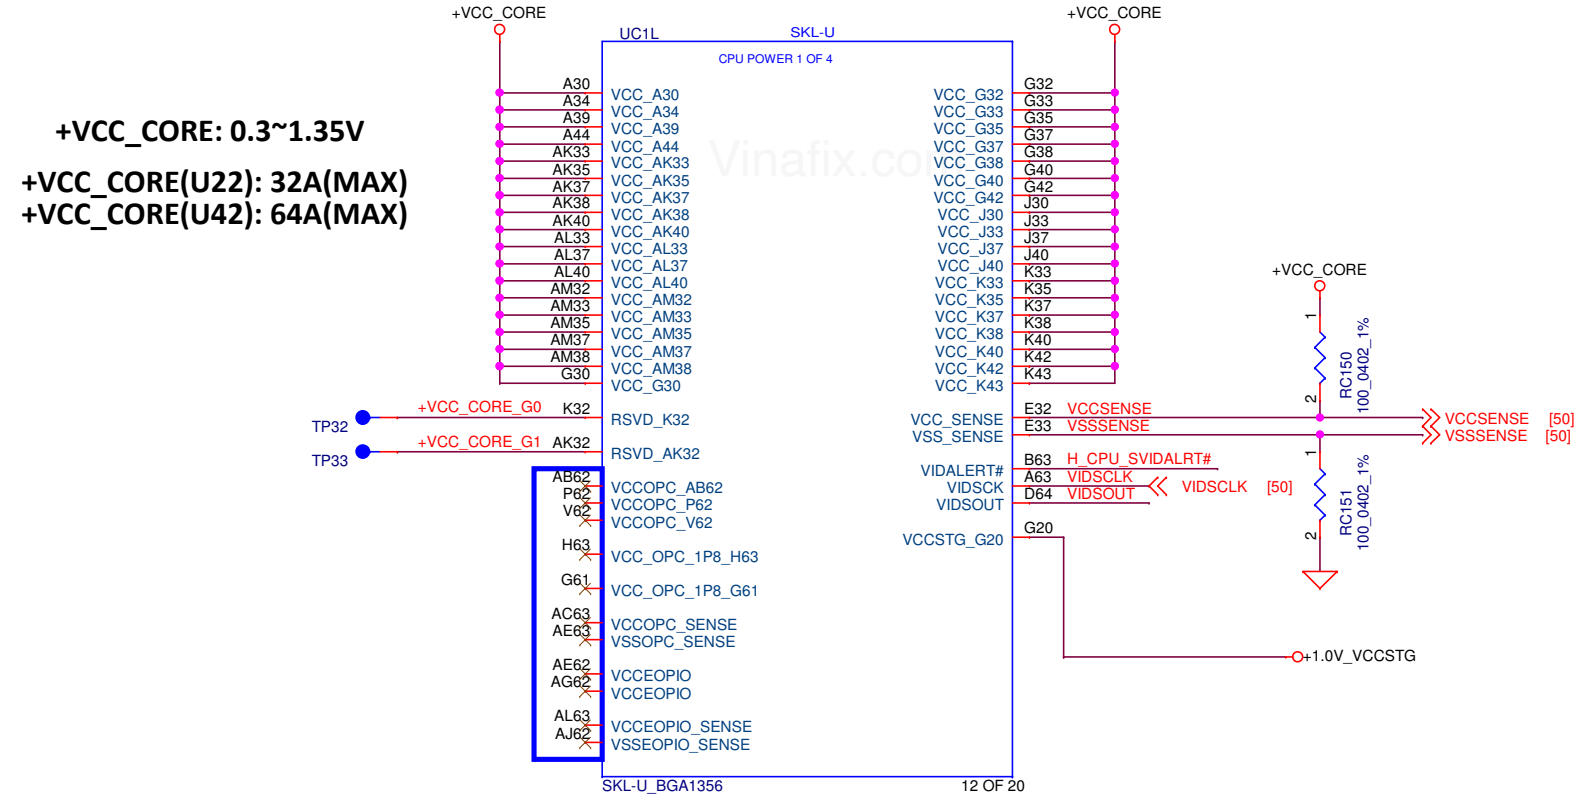 +VCC_CORE
+VCC_CORE
UC1L
SKL-U
CPU POWER 1 OF 4
+VCC_CORE: 0.3~1.35V
+VCC_CORE(U22): 32A(MAX)
+VCC_CORE(U42): 64A(MAX)
Vinafix.co
A30 VCC_A30
A34 VCC_A34
A39 VCC_A39
A44 VCC_A44
AK33 VCC_AK33
AK35 VCC_AK35
AK37 VCC_AK37
AK38 VCC_AK38
AK40 VCC_AK40
AL33 VCC_AL33
AL37 VCC_AL37
AL40 VCC_AL40
AM32 VCC_AM32
AM33 VCC_AM33
AM35 VCC_AM35
AM37 VCC_AM37
AM38 VCC_AM38
G30 VCC_G30
TP32 +VCC_CORE_G0 K32 RSVD_K32
TP33 +VCC_CORE_G1 AK32 RSVD_AK32
AB62 VCCOPC_AB62
P62 VCCOPC_P62
V62 VCCOPC_V62
H63 VCC_OPC_1P8_H63
G61 VCC_OPC_1P8_G61
AC63 VCCOPC_SENSE
AE63 VSSOPC_SENSE
AE62 VCCEOPIO
AG62 VCCEOPIO
AL63 VCCEOPIO_SENSE
AJ62 VSSEOPIO_SENSE
VCC_G32 G32
VCC_G33 G33
VCC_G35 G35
VCC_G37 G37
VCC_G38 G38
VCC_G40 G40
VCC_G42 G42
VCC_J30 J30
VCC_J33 J33
VCC_J37 J37
VCC_J40 J40
VCC_K33 K33
VCC_K35 K35
VCC_K37 K37
VCC_K38 K38
VCC_K40 K40
VCC_K42 K42
VCC_K43 K43
VCC_SENSE E32 VCCSENSE VCCSENSE [50]
VSS_SENSE E33 VSSSENSE VSSSENSE [50]
VIDALERT# B63 H_CPU_SVIDALRT#
VIDSCK A63 VIDSCLK VIDSCLK [50]
VIDSOUT D64 VIDSOUT
VCCSTG_G20 G20
+VCC_CORE
1
RC150
100_0402_1%
2
1
RC151
100_0402_1%
2
+1.0V_VCCSTG
SKL-U_BGA1356
12 OF 20